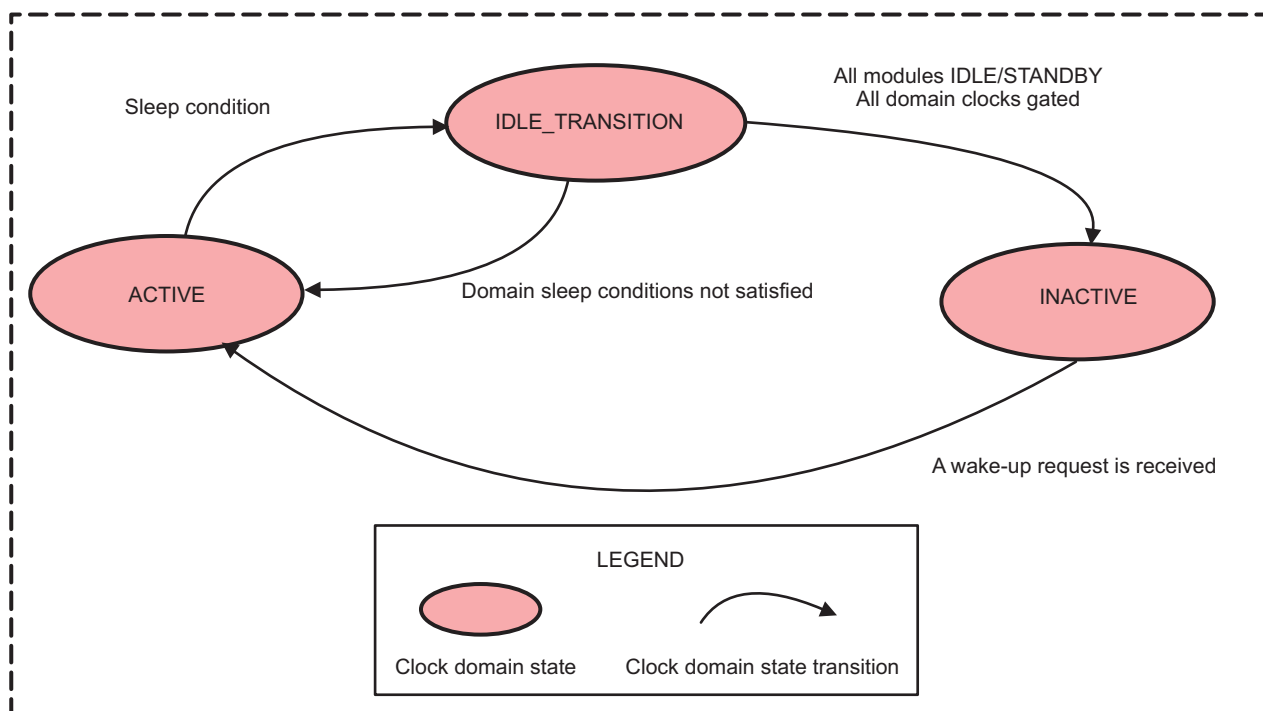 All modules IDLE/STANDBY
All domain clocks gated
Sleep condition
IDLE_TRANSITION
ACTIVE
Domain sleep conditions not satisfied
INACTIVE
A wake-up request is received
LEGEND
Clock domain state
Clock domain state transition